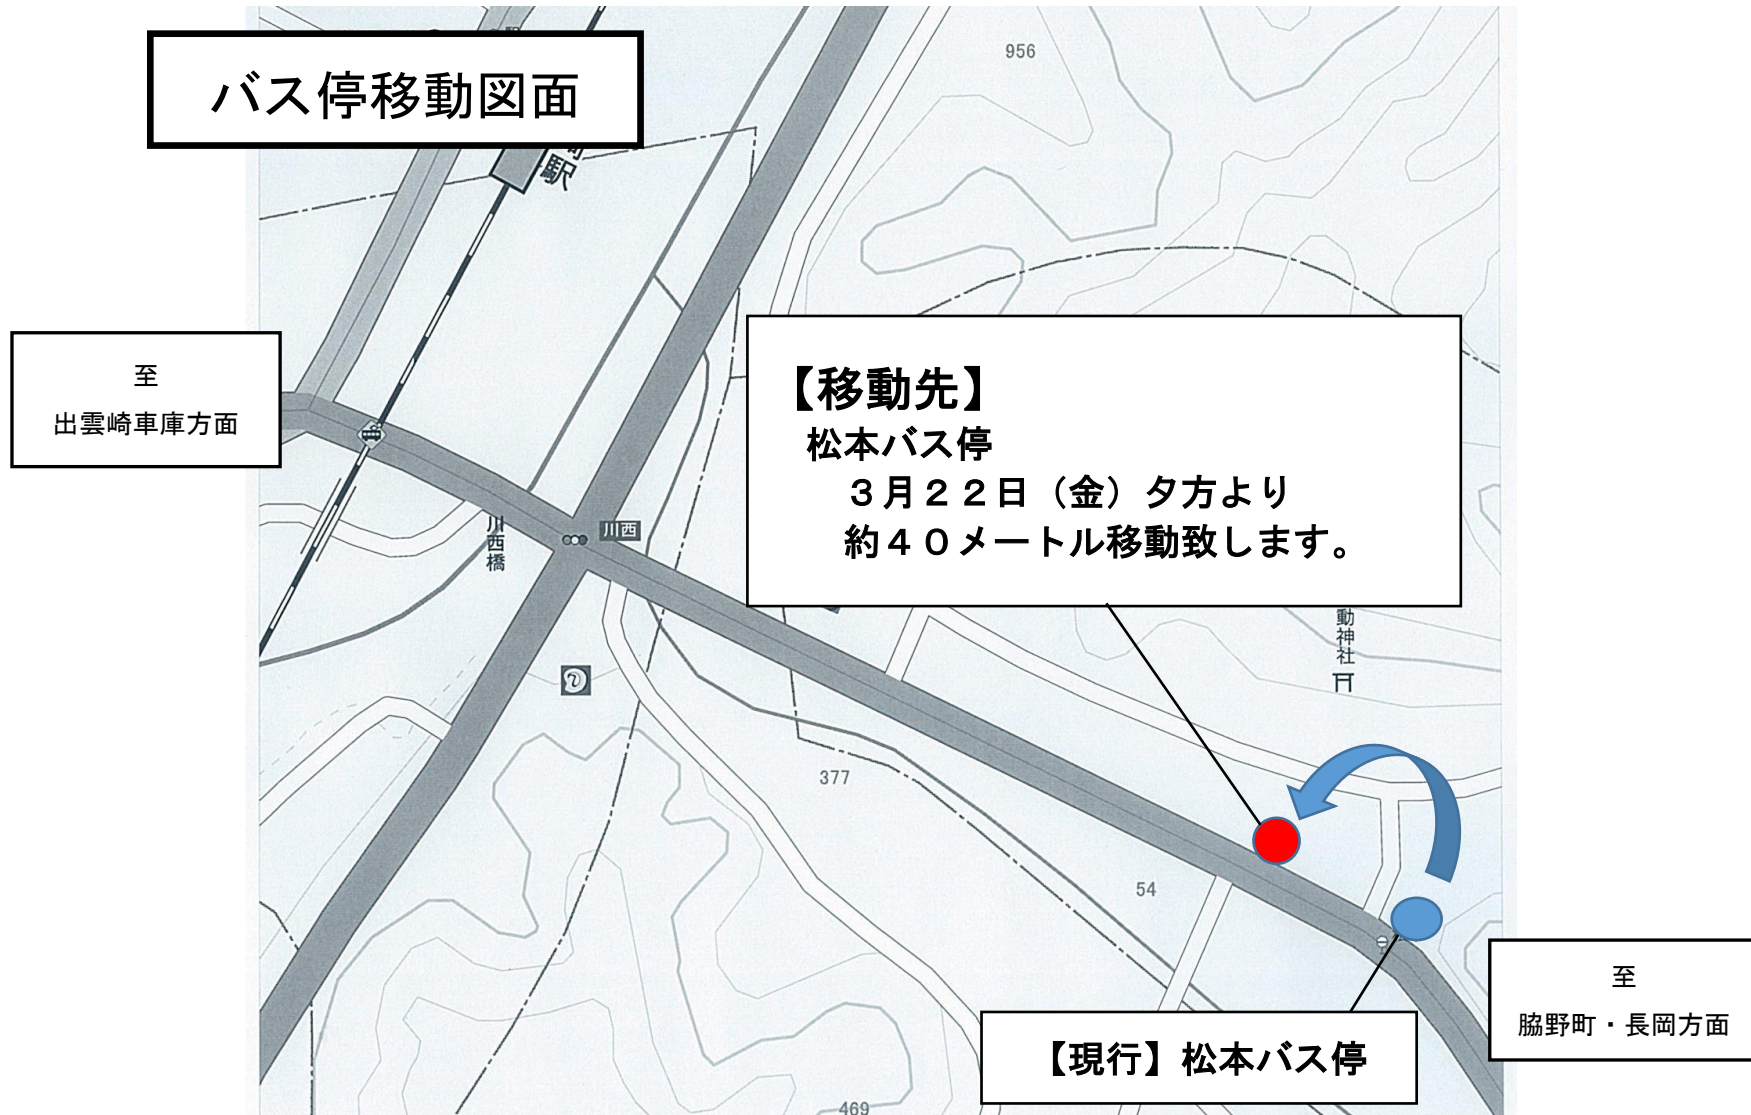 バス停移動図面
956
駅
至
出雲崎車庫方面
【移動先】
松本バス停
３月２２日（金）夕方より
約４０メートル移動致します。
川西
川西橋
動神社
377
54
至
脇野町・長岡方面
【現行】松本バス停
469